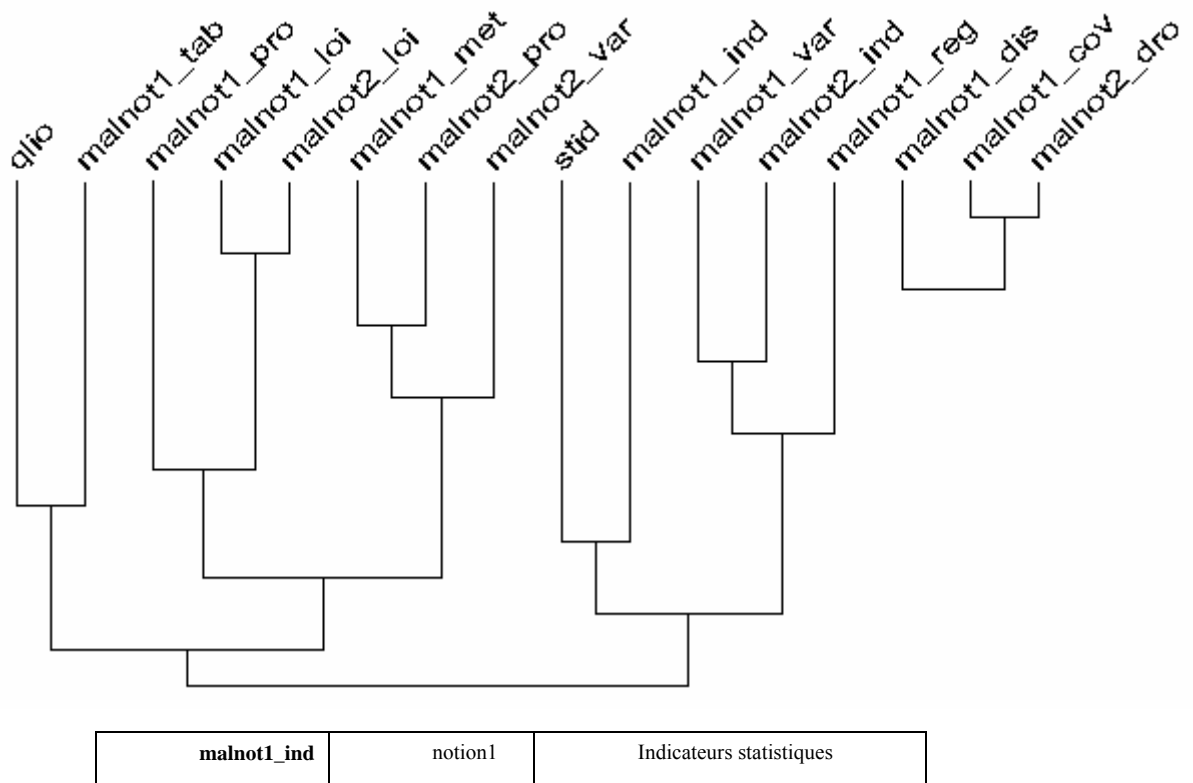 qlio
malnot1_tab
malnot1_pro
malnot1_loi
malnot2_loi
malnot1_met
malnot2_pro
malnot2_var
stid
malnot1_ind
malnot1_var
malnot2_ind
malnot1_reg
malnot1_dis
malnot1_cov
malnot2_dro
malnot1_ind notion1 Indicateurs statistiques